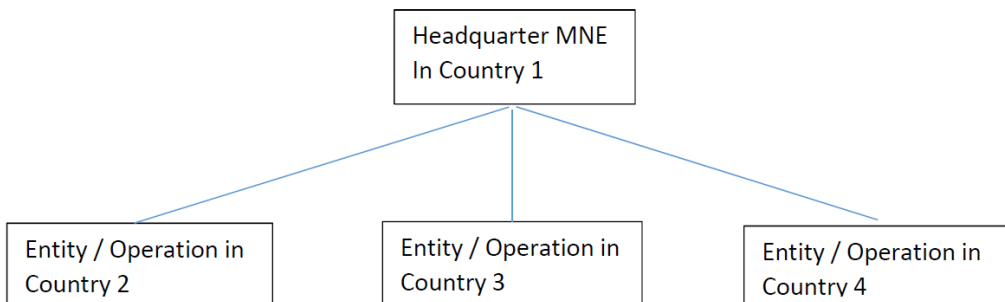 Headquarter MNE
In Country 1
Entity / Operation in
Country 2
Entity / Operation in
Country 3
Entity / Operation in
Country 4